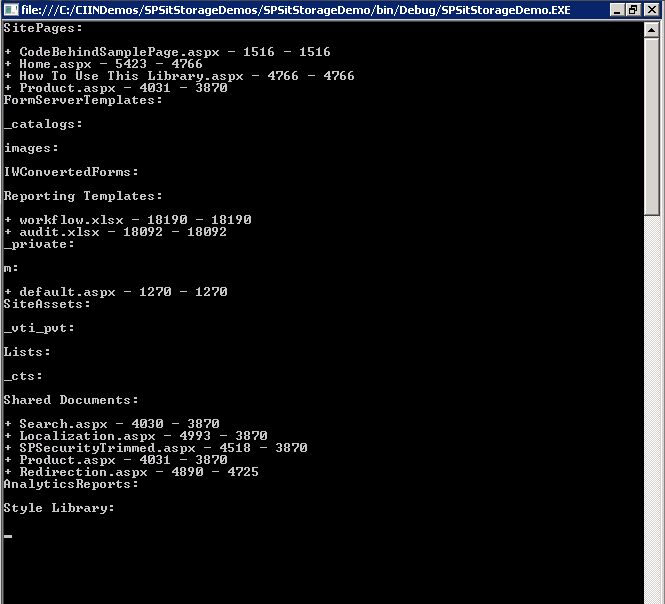 file:///C:/CIINDemos/SPSitStorageDemos/SPSitStorageDemo/bin/Debug/SPSitStorageDemo.EXE
SitePages:
+ CodeBehindSamplePage.aspx - 1516 - 1516
+ Home.aspx - 5423 - 4766
+ How To Use This Library.aspx - 4766 - 4766
+ Product.aspx - 4031 - 3870
FormServerTemplates:
_catalogs:
images:
IWConvertedForms:
Reporting Templates:
+ workflow.xlsx - 18190 - 18190
+ audit.xlsx - 18092 - 18092
_private:
m:
+ default.aspx - 1270 - 1270
SiteAssets:
_vti_pvt:
Lists:
_cts:
Shared Documents:
+ Search.aspx - 4030 - 3870
+ Localization.aspx - 4993 - 3870
+ SPSecurityTrimmed.aspx - 4518 - 3870
+ Product.aspx - 4031 - 3870
+ Redirection.aspx - 4890 - 4725
AnalyticsReports:
Style Library: